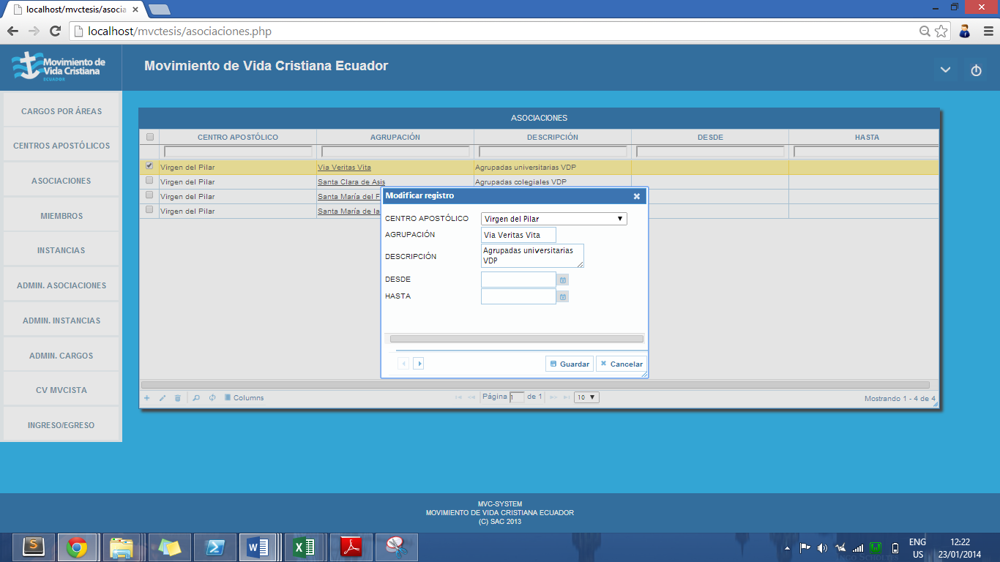 localhost/mvctesis/asocia
localhost/mvctesis/asociaciones.php
Movimiento de
Vida Cristiana
ECUADOR
Movimiento de Vida Cristiana Ecuador
CARGOS POR ÁREAS
CENTROS APOSTÓLICOS
ASOCIACIONES
MIEMBROS
INSTANCIAS
ADMIN. ASOCIACIONES
ADMIN. INSTANCIAS
ADMIN. CARGOS
CV MVCISTA
INGRESO/EGRESO
ASOCIACIONES
CENTRO APOSTÓLICO AGRUPACIÓN DESCRIPCIÓN DESDE HASTA
Virgen del Pilar Via Veritas Vita Agrupadas universitarias VDP
Virgen del Pilar Santa Clara de Asis Agrupadas colegiales VDP
Virgen del Pilar Santa María del F
Virgen del Pilar Santa María de la
Modificar registro
CENTRO APOSTÓLICO Virgen del Pilar
AGRUPACIÓN Via Veritas Vita
DESCRIPCIÓN Agrupadas universitarias
VDP
DESDE
HASTA
Guardar Cancelar
Columns Página 1 de 1 10 Mostrando 1 - 4 de 4
MVC-SYSTEM
MOVIMIENTO DE VIDA CRISTIANA ECUADOR
(C) SAC 2013
ENG
US
12:22
23/01/2014